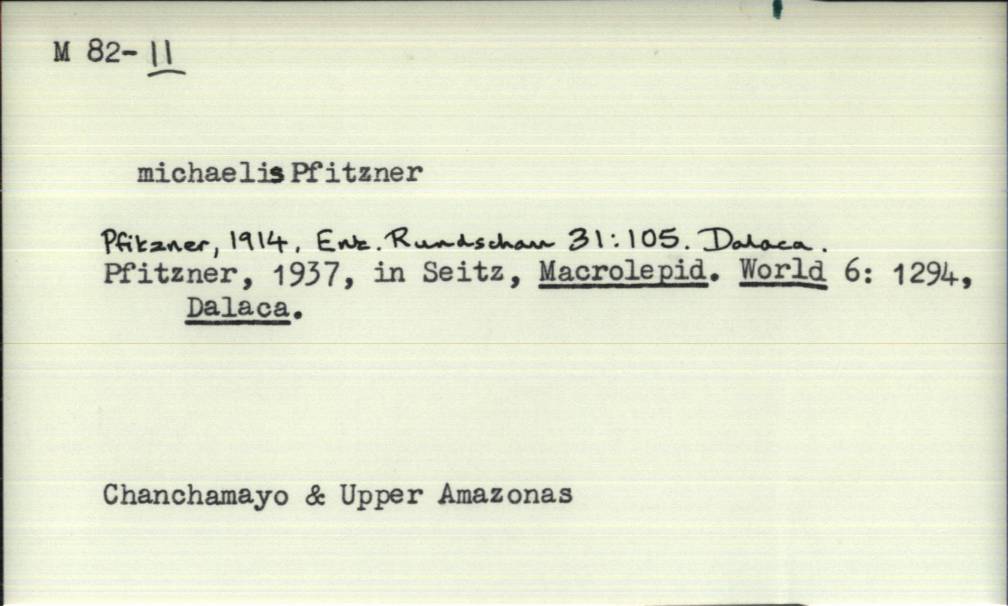 M 82-11
michaelis Pfitzner
Pfitzner, 1914, Ent. Rundschau 31:105. Dalaca.
Pfitzner, 1937, in Seitz, Macrolepid. World 6: 1294,
Dalaca.
Chanchamayo & Upper Amazonas